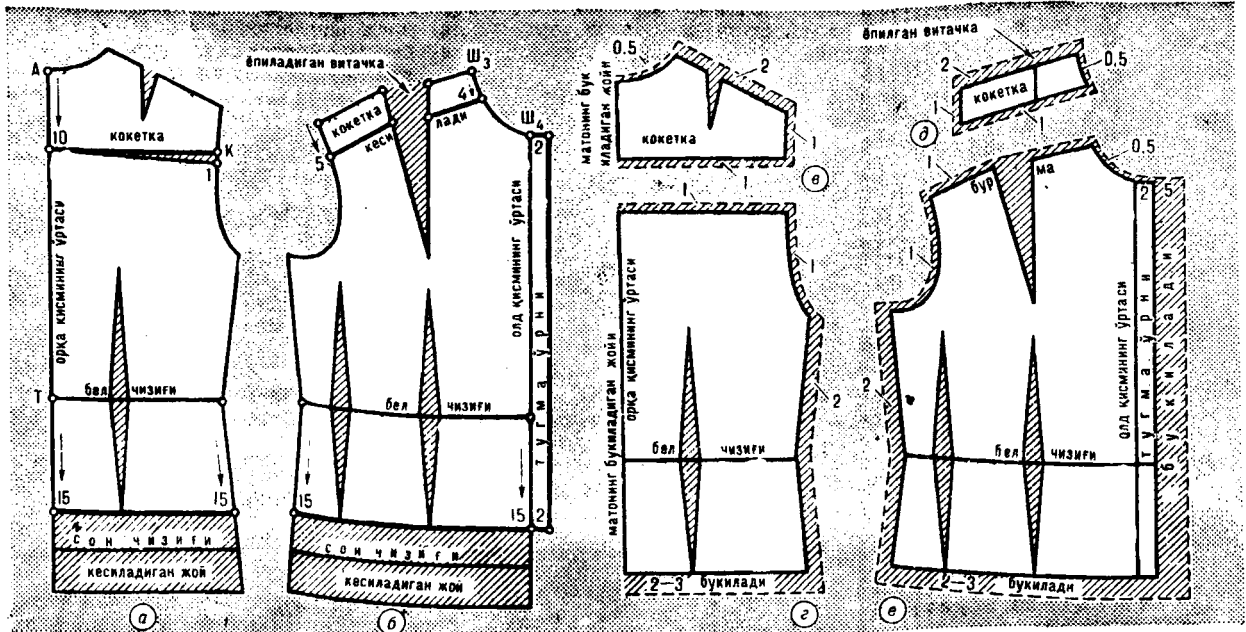 А
10
кокетка
К
1
орқа қисмининг ўртаси
Т
бел чизиғи
15
15
сон чизиғи
кесиладиган жой
а
ёпиладиган витачка
Ш3
4
кокетка
5
кеси
лади
Ш4
2
олд қисмининг ўртаси
тугма ўрни
бел чизиғи
15
15
2
сон чизиғи
кесиладиган жой
б
0.5
2
матонинг бук
иладиган жойи
кокетка
1
1
в
1
1
матонинг букиладиган жойи
орқа қисмининг ўртаси
2
бел чизиғи
2—3 букилади
г
ёпилган витачка
2
0.5
1
кокетка
1
д
1
0.5
бур
ма
1
2
5
олд қисмининг ўртаси
тугма ўрни
букилади
2
бел чизиғи
2—3 букилади
е